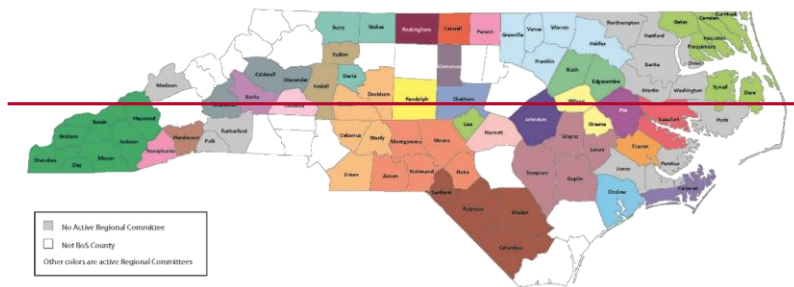 Surry
Stokes
Rockingham
Caswell
Person
Granville
Vance
Warren
Northampton
Gates
Camden
Currituck
Halifax
Hertford
Perquimans
Yadkin
Alamance
Franklin
Bertie
Caldwell
Alexander
Davie
Nash
Edgecombe
Madison
Iredell
Davidson
Martin
Washington
Tyrrell
Dare
Burke
Randolph
Chatham
Wilson
Pitt
Swain
Haywood
Johnston
Greene
Beaufort
Hyde
Graham
Jackson
Henderson
Rutherford
Polk
Cabarrus
Stanly
Montgomery
Moore
Lee
Harnett
Wayne
Lenoir
Craven
Pamlico
Cherokee
Clay
Macon
Transylvania
Union
Anson
Richmond
Hoke
Sampson
Duplin
Jones
Onslow
Carteret
Scotland
Robeson
Bladen
Columbus
No Active Regional Committee
Not BoS County
Other colors are active Regional Committees